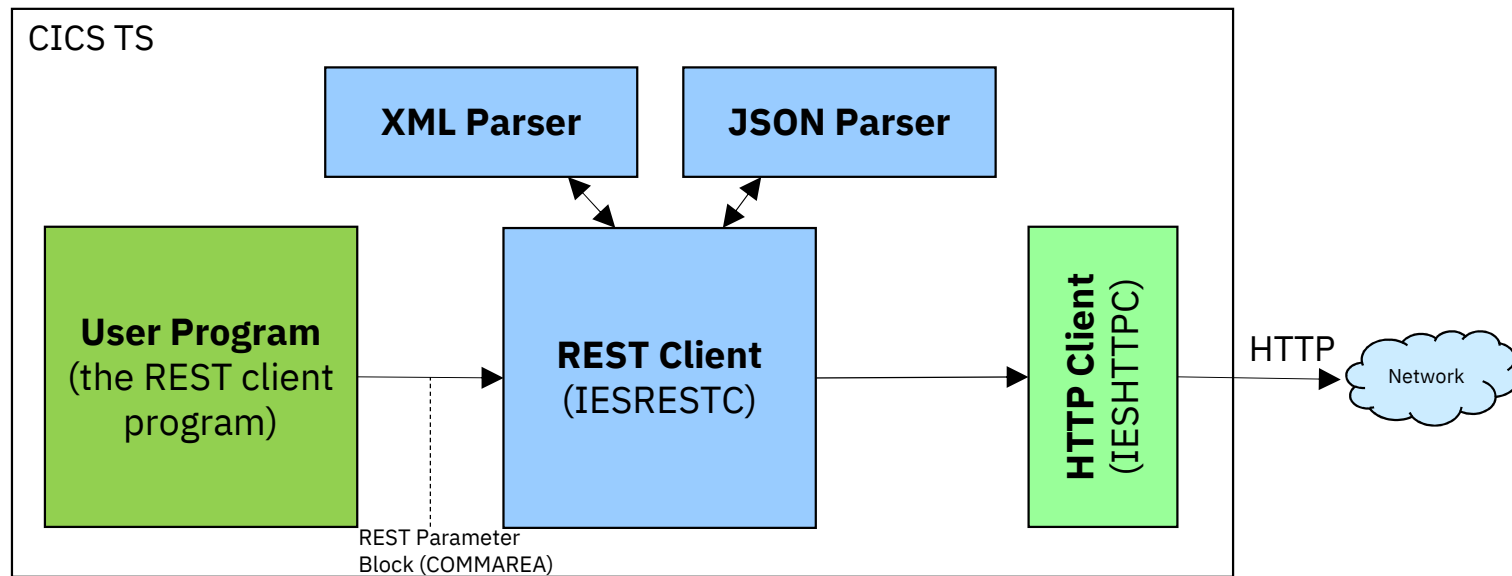 CICS TS
XML Parser
JSON Parser
User Program
(the REST client
program)
REST Client
(IESRESTC)
HTTP Client
(IESHTTPC)
HTTP
Network
REST Parameter
Block (COMMAREA)